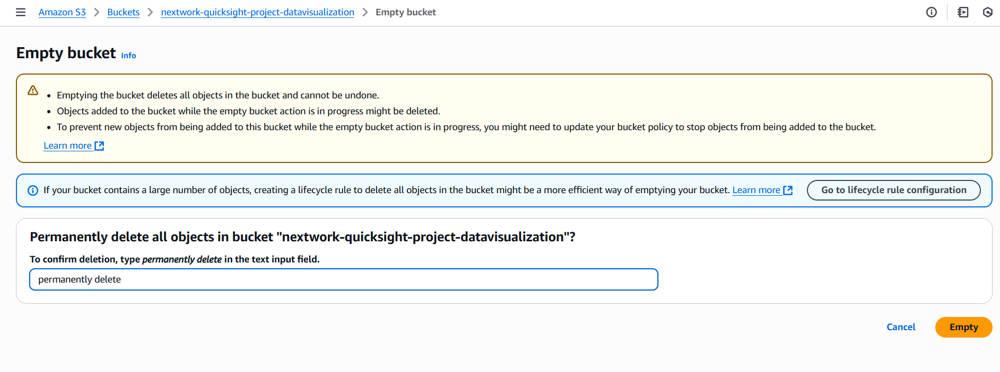 Amazon S3 > Buckets > nextwork-quicksight-project-datavisualization > Empty bucket
Empty bucket Info
• Emptying the bucket deletes all objects in the bucket and cannot be undone.
• Objects added to the bucket while the empty bucket action is in progress might be deleted.
• To prevent new objects from being added to this bucket while the empty bucket action is in progress, you might need to update your bucket policy to stop objects from being added to the bucket.
Learn more
If your bucket contains a large number of objects, creating a lifecycle rule to delete all objects in the bucket might be a more efficient way of emptying your bucket. Learn more Go to lifecycle rule configuration
Permanently delete all objects in bucket "nextwork-quicksight-project-datavisualization"?
To confirm deletion, type permanently delete in the text input field.
permanently delete
Cancel Empty